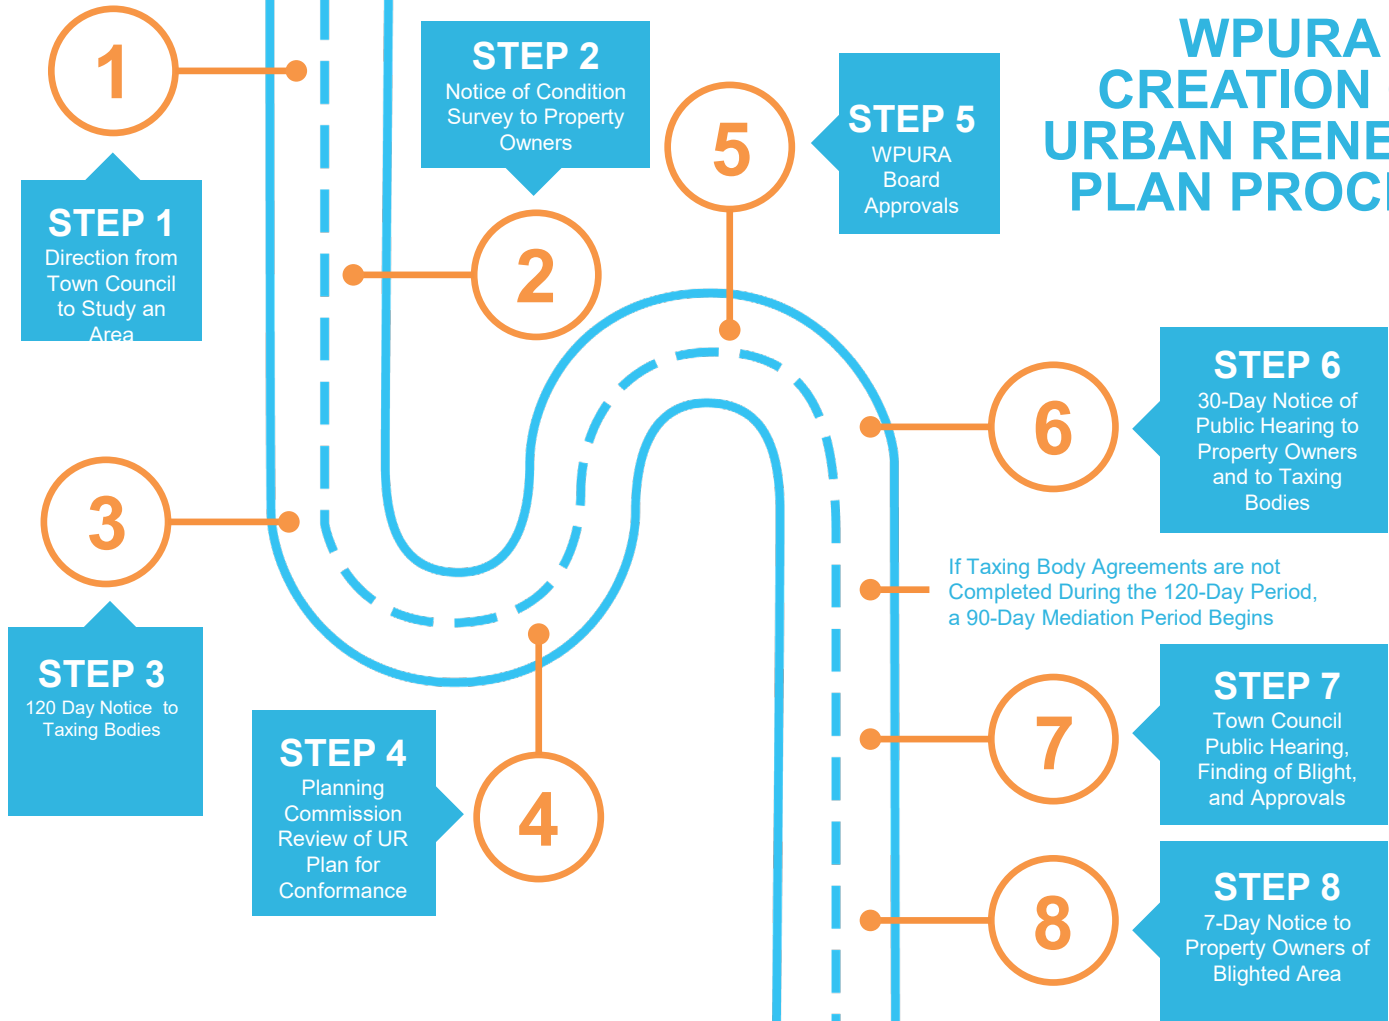 WPURA
CREATION
URBAN RENE
PLAN PROC
1
STEP 1
Direction from
Town Council
to Study an
Area
STEP 2
Notice of Condition
Survey to Property
Owners
2
3
STEP 3
120 Day Notice to
Taxing Bodies
STEP 4
Planning
Commission
Review of UR
Plan for
Conformance
4
5
STEP 5
WPURA
Board
Approvals
6
STEP 6
30-Day Notice of
Public Hearing to
Property Owners
and to Taxing
Bodies
If Taxing Body Agreements are not
Completed During the 120-Day Period,
a 90-Day Mediation Period Begins
7
STEP 7
Town Council
Public Hearing,
Finding of Blight,
and Approvals
8
STEP 8
7-Day Notice to
Property Owners of
Blighted Area